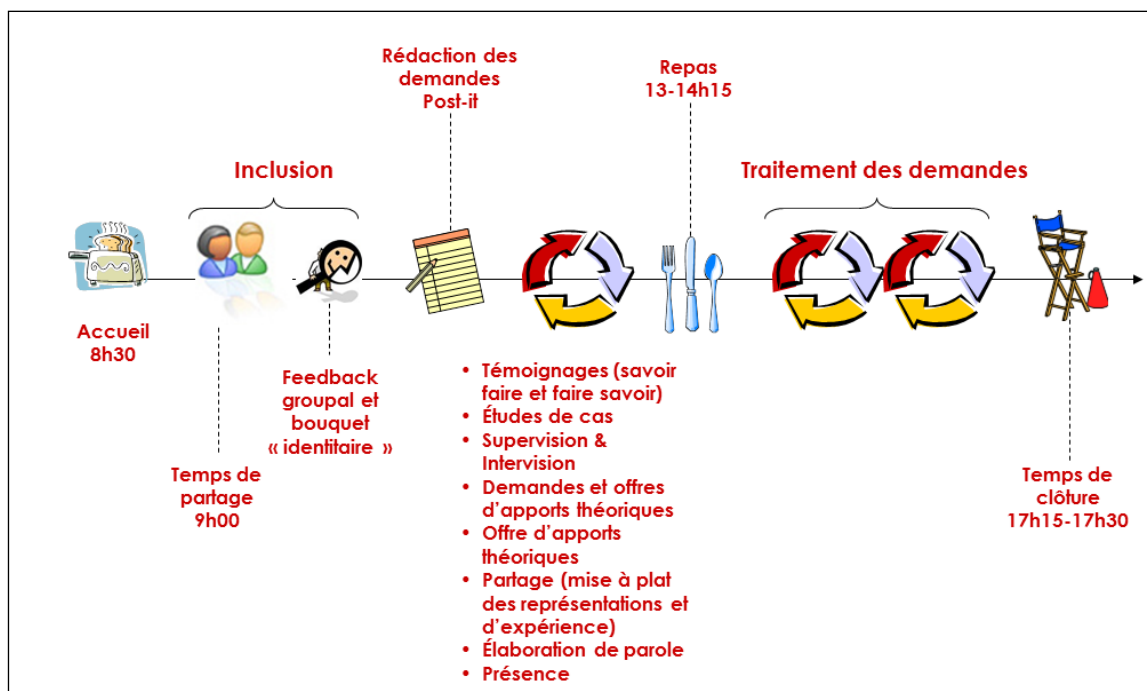 Rédaction des
demandes
Post-it
Repas
13-14h15
Inclusion
Traitement des demandes
Accueil
8h30
Feedback
groupal et
bouquet
« identitaire »
Temps de
partage
9h00
• Témoignages (savoir
faire et faire savoir)
• Études de cas
• Supervision &
Intervision
• Demandes et offres
d’apports théoriques
• Offre d’apports
théoriques
• Partage (mise à plat
des représentations et
d’expérience)
• Élaboration de parole
• Présence
Temps de
clôture
17h15-17h30